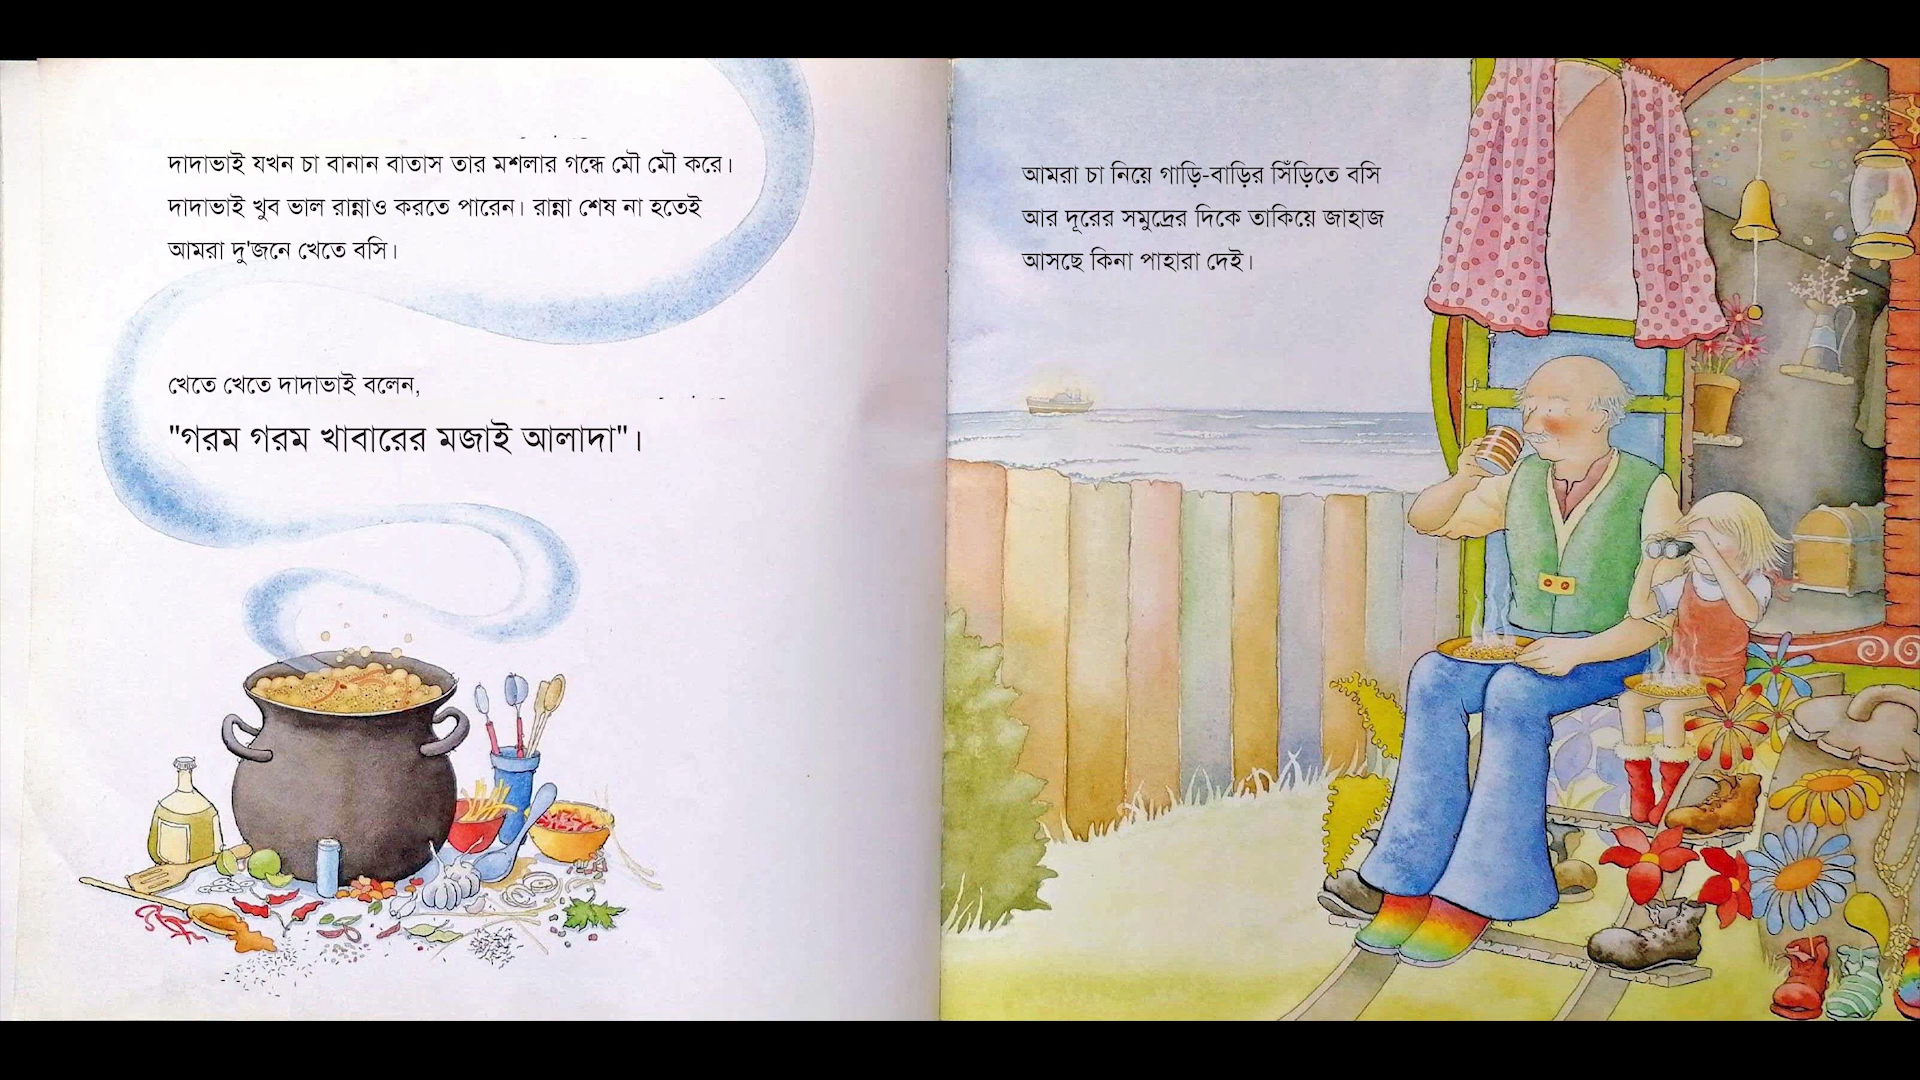 দাদাভাই যখন চা বানান বাতাস তার মশলার গন্ধে মৌ মৌ করে।
দাদাভাই খুব ভাল রান্নাও করতে পারেন। রান্না শেষ না হতেই
আমরা দু'জনে খেতে বসি।
খেতে খেতে দাদাভাই বলেন,
"গরম গরম খাবারের মজাই আলাদা"।
আমরা চা নিয়ে গাড়ি-বাড়ির সিঁড়িতে বসি
আর দূরের সমুদ্রের দিকে তাকিয়ে জাহাজ
আসছে কিনা পাহারা দেই।